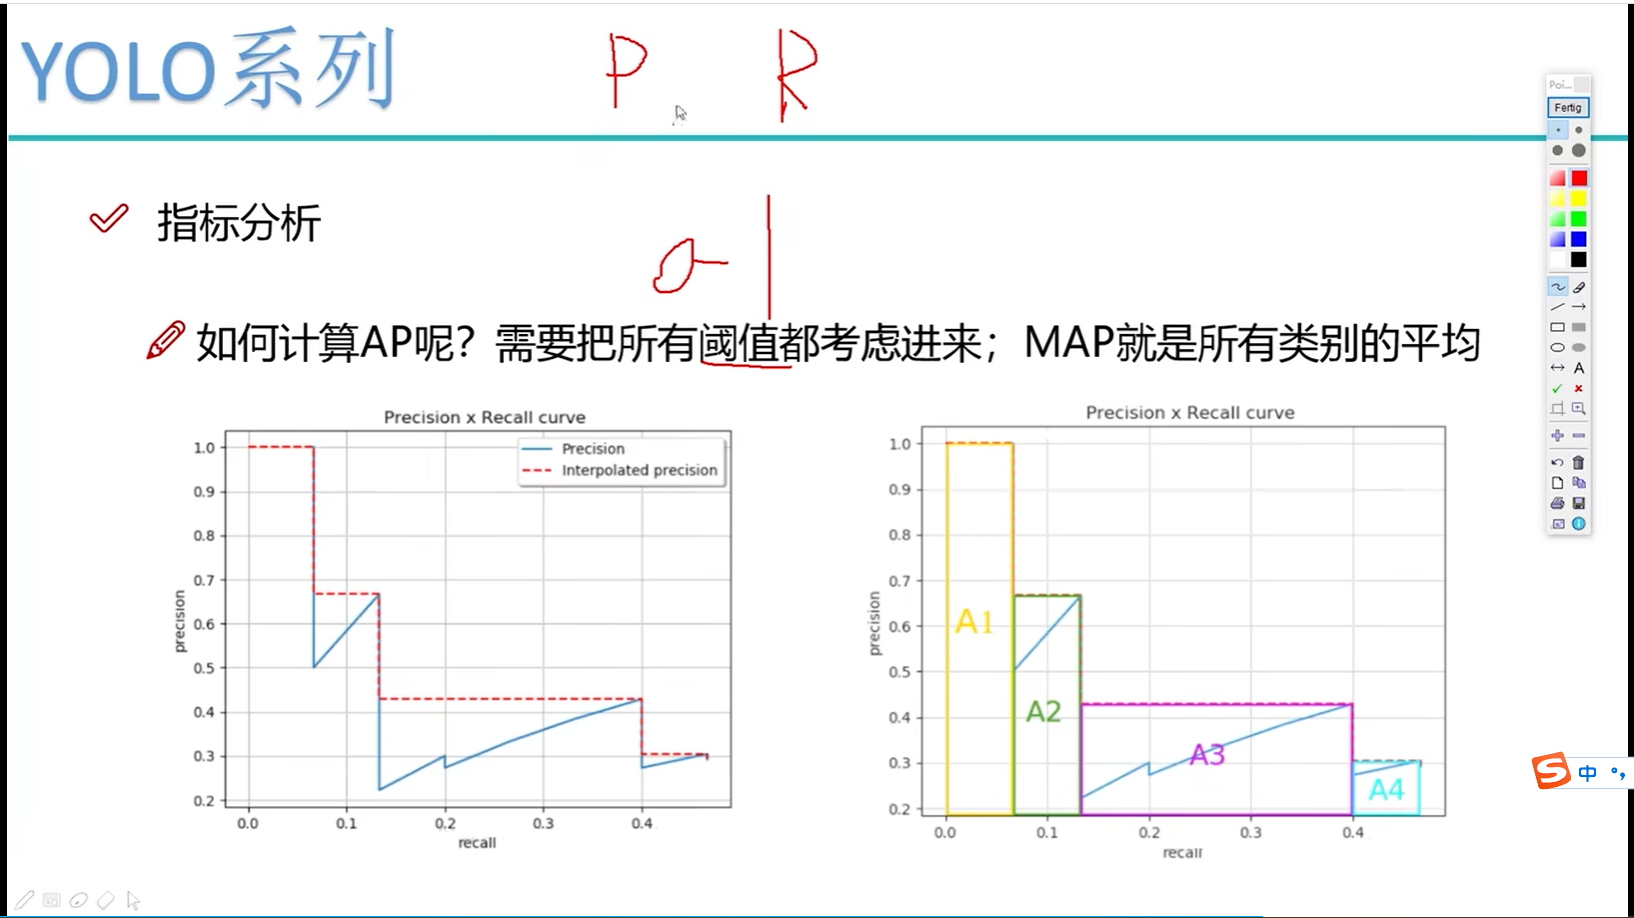 YOLO系列
P R
指标分析
如何计算AP呢？需要把所有阈值都考虑进来；MAP就是所有类别的平均
Precision x Recall curve
Precision
Interpolated precision
1.0
0.9
0.8
0.7
0.6
0.5
0.4
0.3
0.2
precision
0.0 0.1 0.2 0.3 0.4
recall
Precision x Recall curve
1.0
0.9
0.8
0.7
0.6
0.5
0.4
0.3
0.2
precision
A1
A2
A3
A4
0.0 0.1 0.2 0.3 0.4
recall
Poi...
Fertig
A
S 中 °,